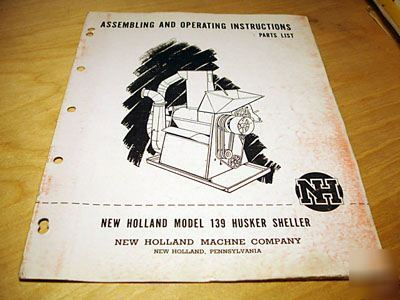 ASSEMBLING AND OPERATING INSTRUCTIONS
PARTS LIST
NH
NEW HOLLAND MODEL 139 HUSKER SHELLER
NEW HOLLAND MACHNE COMPANY
NEW HOLLAND, PENNSYLVANIA